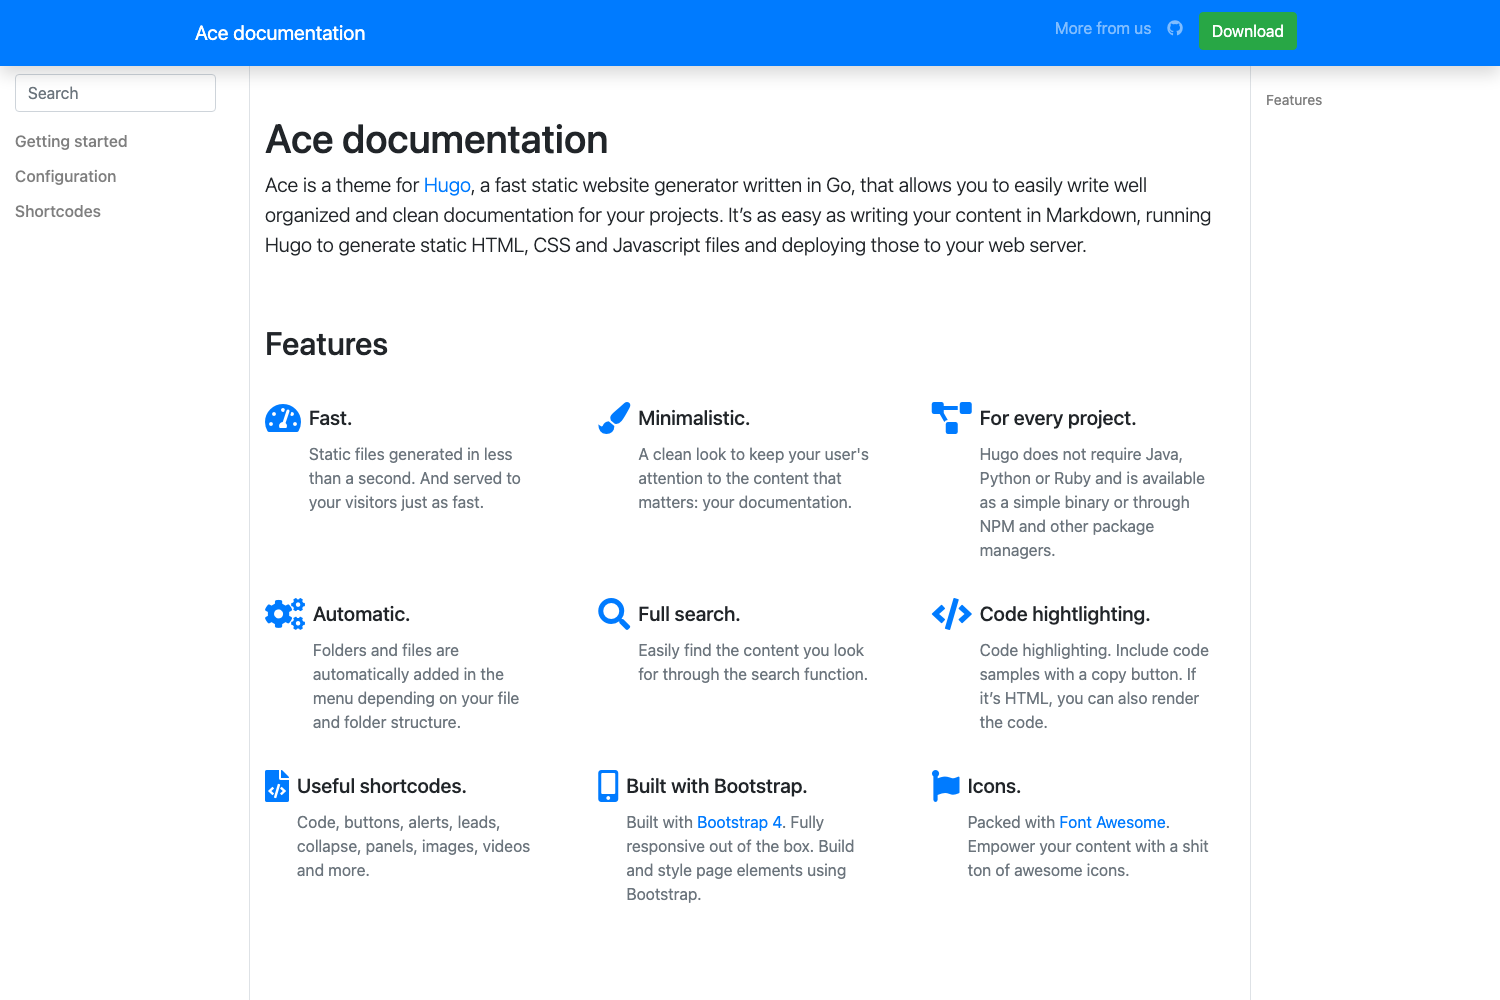 Ace documentation
More from us
Download
Search
Getting started
Configuration
Shortcodes
Features
Ace documentation
Ace is a theme for Hugo, a fast static website generator written in Go, that allows you to easily write well
organized and clean documentation for your projects. It’s as easy as writing your content in Markdown, running
Hugo to generate static HTML, CSS and Javascript files and deploying those to your web server.
Features
Fast.
Static files generated in less
than a second. And served to
your visitors just as fast.
Minimalistic.
A clean look to keep your user's
attention to the content that
matters: your documentation.
For every project.
Hugo does not require Java,
Python or Ruby and is available
as a simple binary or through
NPM and other package
managers.
Automatic.
Folders and files are
automatically added in the
menu depending on your file
and folder structure.
Full search.
Easily find the content you look
for through the search function.
Code hightlighting.
Code highlighting. Include code
samples with a copy button. If
it’s HTML, you can also render
the code.
Useful shortcodes.
Code, buttons, alerts, leads,
collapse, panels, images, videos
and more.
Built with Bootstrap.
Built with Bootstrap 4. Fully
responsive out of the box. Build
and style page elements using
Bootstrap.
Icons.
Packed with Font Awesome.
Empower your content with a shit
ton of awesome icons.